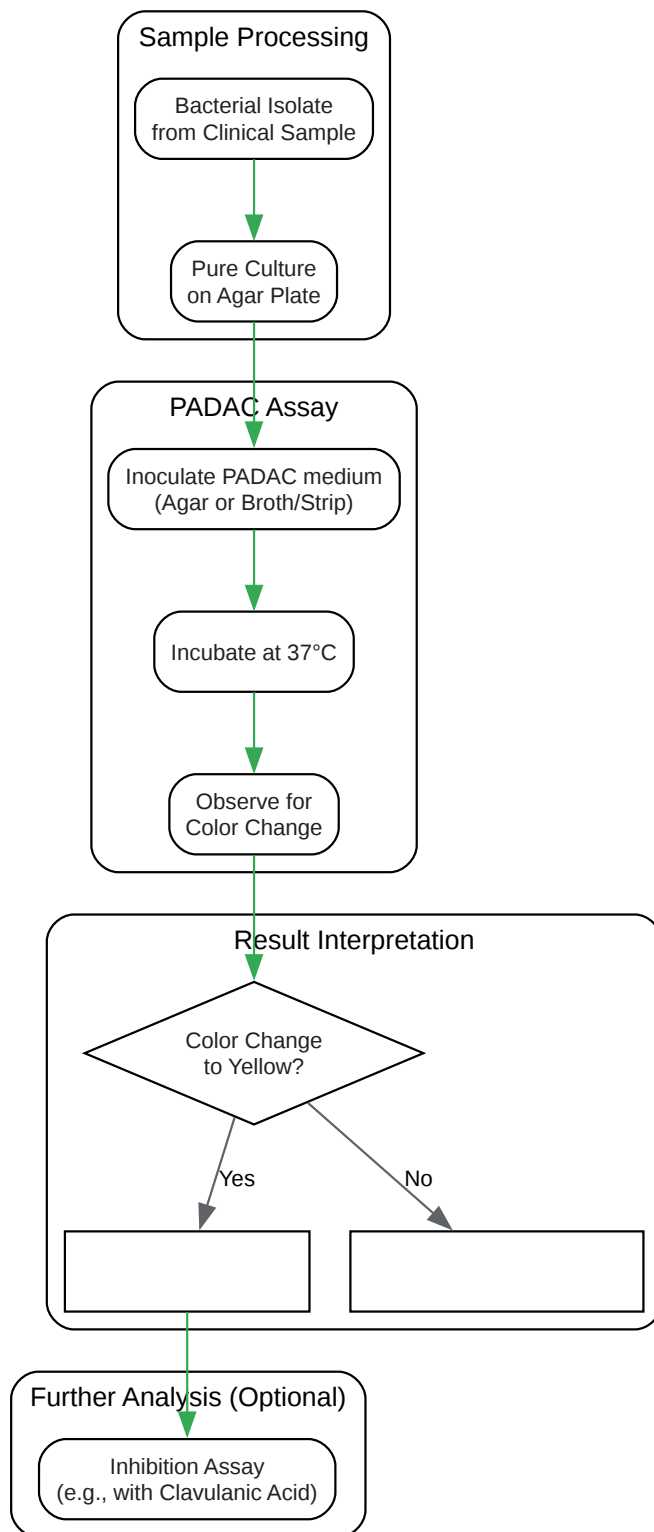 Sample Processing
Bacterial Isolate
from Clinical Sample
Pure Culture
on Agar Plate
PADAC Assay
Inoculate PADAC medium
(Agar or Broth/Strip)
Incubate at 37°C
Observe for
Color Change
Result Interpretation
Color Change
to Yellow?
Yes
No
Further Analysis (Optional)
Inhibition Assay
(e.g., with Clavulanic Acid)